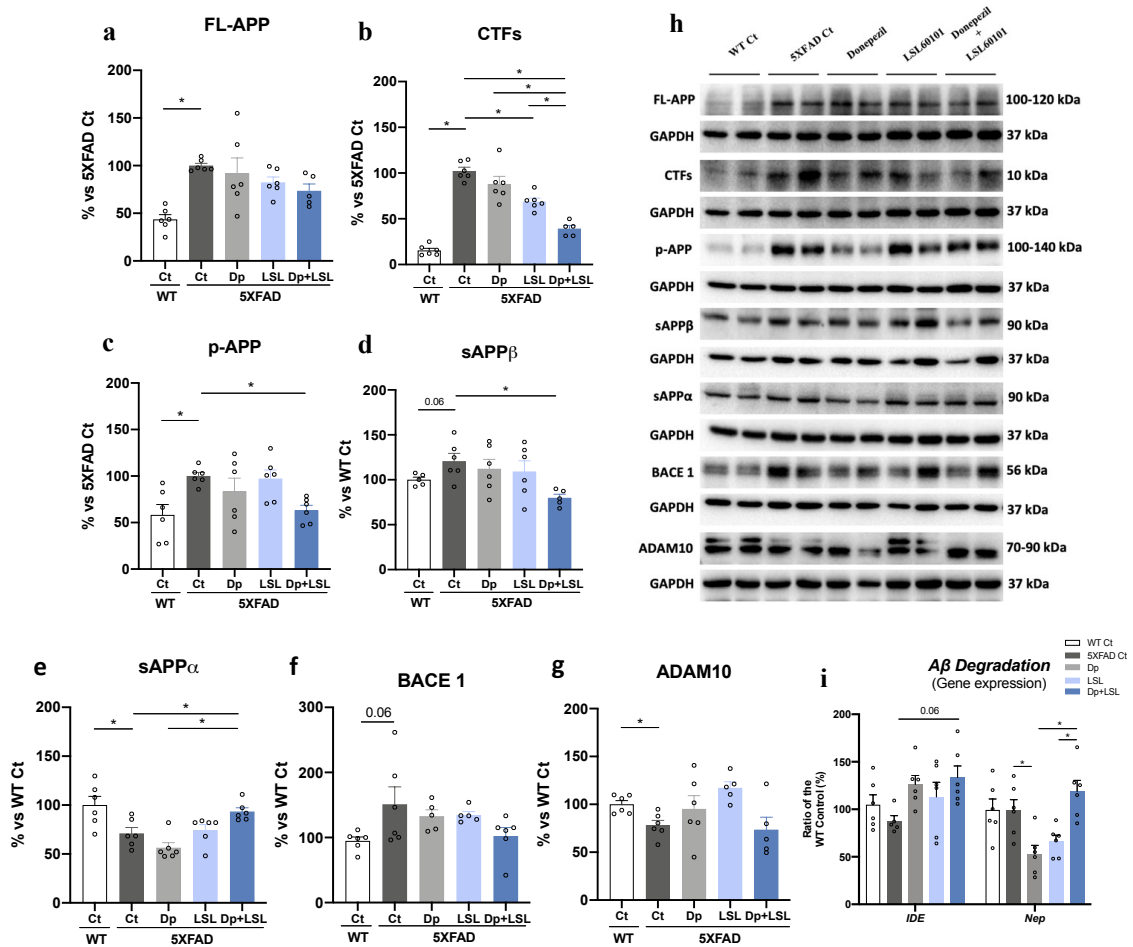 a
FL-APP
% vs 5XFAD Ct
200
150
100
50
0
*
Ct
Ct
Dp
LSL
Dp+LSL
WT
5XFAD
b
CTFs
% vs 5XFAD Ct
200
150
100
50
0
*
*
*
*
*
Ct
Ct
Dp
LSL
Dp+LSL
WT
5XFAD
c
p-APP
% vs 5XFAD Ct
200
150
100
50
0
*
*
Ct
Ct
Dp
LSL
Dp+LSL
WT
5XFAD
d
sAPPβ
% vs WT Ct
200
150
100
50
0
0.06
*
Ct
Ct
Dp
LSL
Dp+LSL
WT
5XFAD
h
WT Ct
5XFAD Ct
Donepezil
LSL60101
Donepezil
+
LSL60101
FL-APP 100-120 kDa
GAPDH 37 kDa
CTFs 10 kDa
GAPDH 37 kDa
p-APP 100-140kDa
GAPDH 37 kDa
sAPPβ 90 kDa
GAPDH 37 kDa
sAPPα 90 kDa
GAPDH 37 kDa
BACE 1 56 kDa
GAPDH 37 kDa
ADAM10 70-90 kDa
GAPDH 37 kDa
e
sAPPα
% vs WT Ct
200
150
100
50
0
*
*
*
Ct
Ct
Dp
LSL
Dp+LSL
WT
5XFAD
f
BACE 1
% vs WT Ct
300
200
100
0
0.06
Ct
Ct
Dp
LSL
Dp+LSL
WT
5XFAD
g
ADAM10
% vs WT Ct
200
150
100
50
0
*
Ct
Ct
Dp
LSL
Dp+LSL
WT
5XFAD
i
Aβ Degradation
(Gene expression)
WT Ct
5XFAD Ct
Dp
LSL
Dp+LSL
Ratio of the
WT Control (%)
200
150
100
50
0
0.06
*
*
*
IDE
Nep